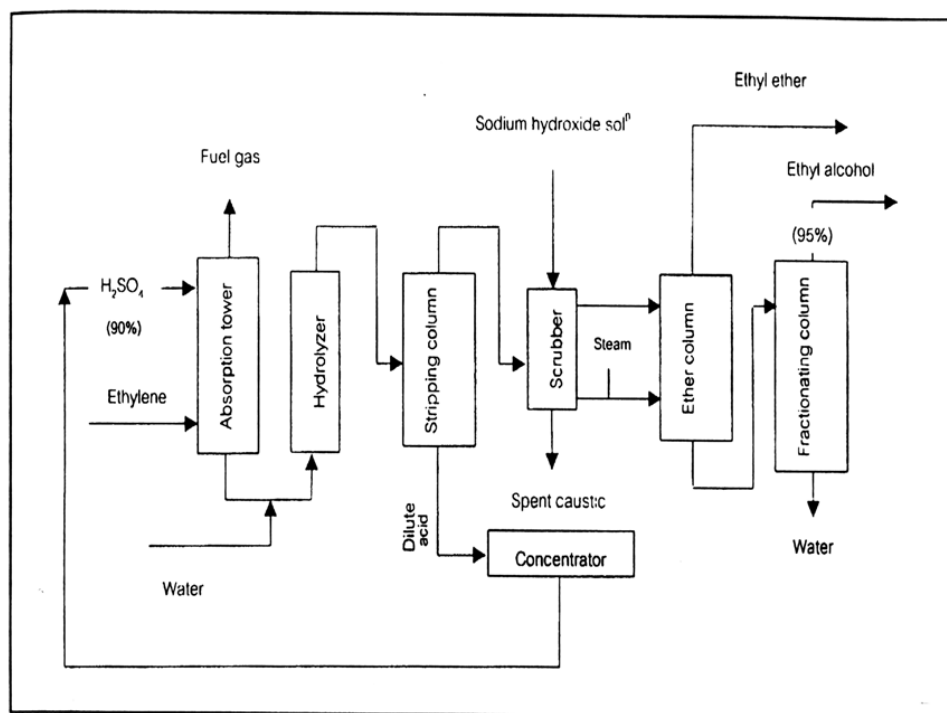 Ethyl ether
Sodium hydroxide solⁿ
Fuel gas
Ethyl alcohol
(95%)
H₂SO₄
(90%)
Ethylene
Absorption tower
Hydrolyzer
Stripping column
Scrubber
Steam
Ether column
Fractionating column
Spent caustic
Dilute
acid
Concentrator
Water
Water